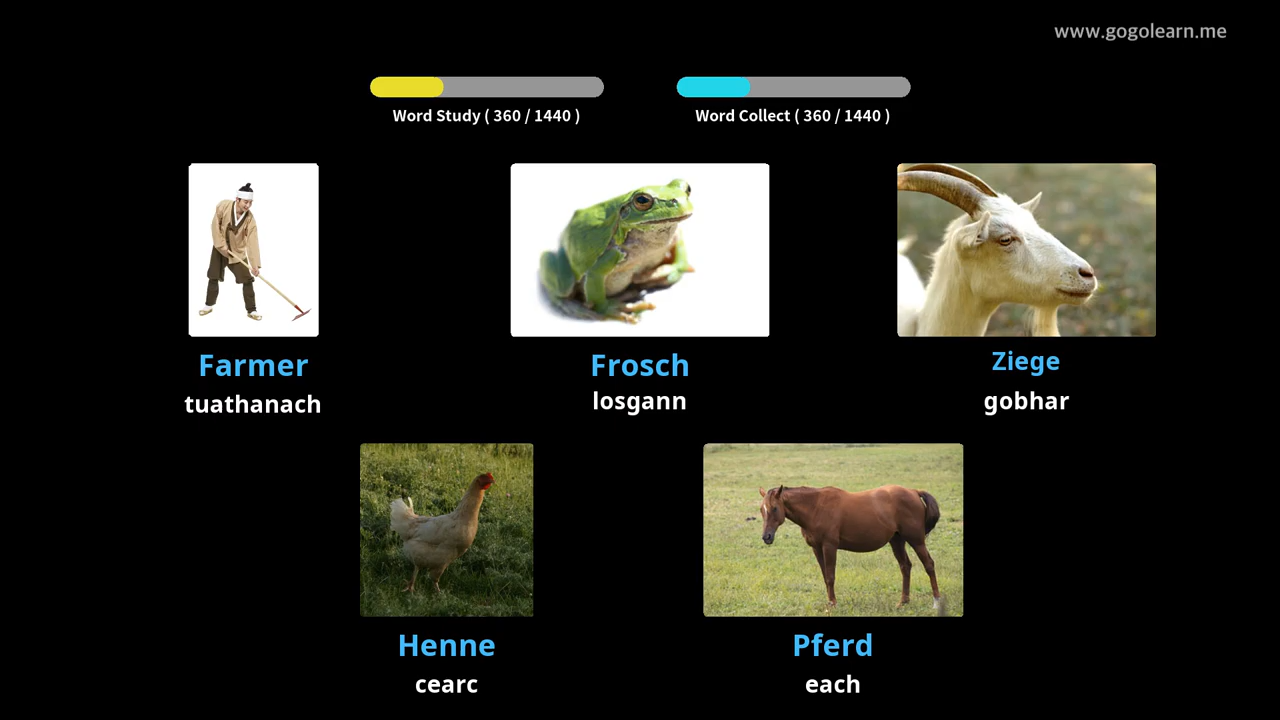 www.gogolearn.me
Word Study ( 360 / 1440 )
Word Collect ( 360 / 1440 )
Farmer
tuathanach
Frosch
losgann
Ziege
gobhar
Henne
cearc
Pferd
each